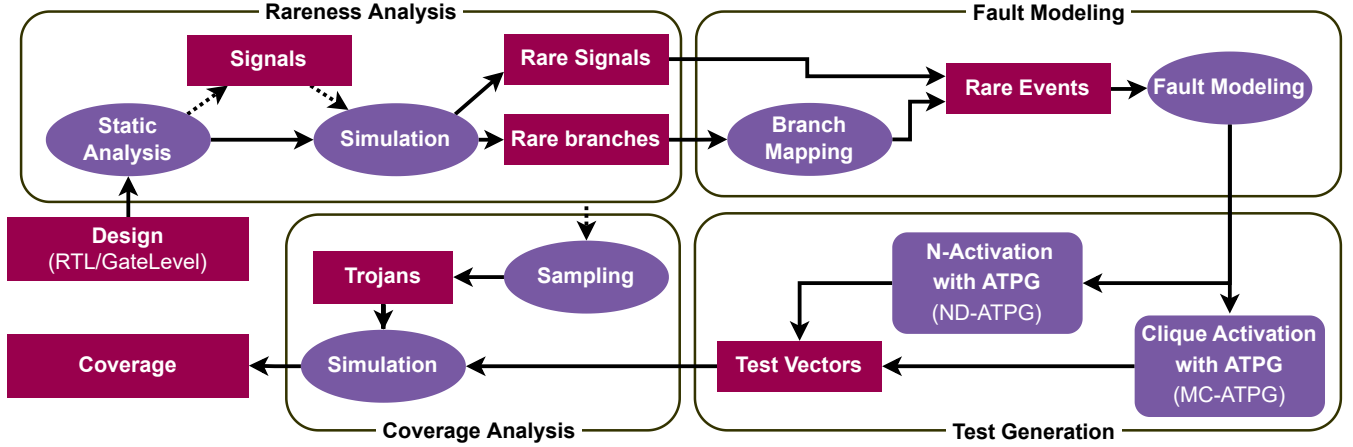 Rareness Analysis
Signals
Static
Analysis
Simulation
Rare Signals
Rare branches
Fault Modeling
Branch
Mapping
Rare Events
Fault Modeling
Design
(RTL/GateLevel)
Coverage
Trojans
Sampling
Simulation
Coverage Analysis
N-Activation
with ATPG
(ND-ATPG)
Test Vectors
Clique Activation
with ATPG
(MC-ATPG)
Test Generation